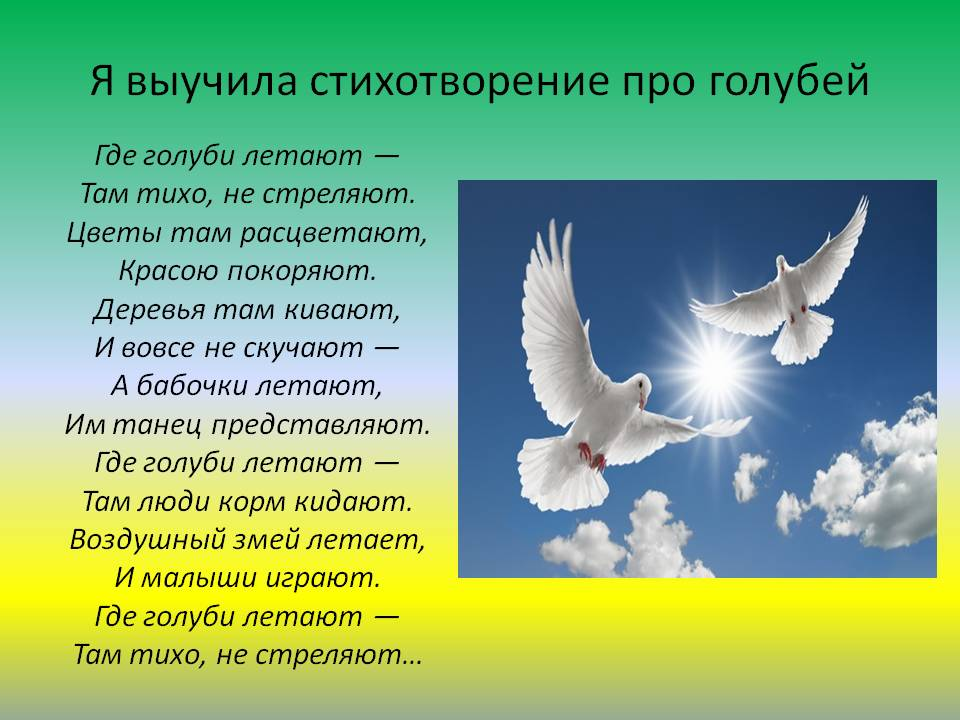 Я выучила стихотворение про голубей
Где голуби летают —
Там тихо, не стреляют.
Цветы там расцветают,
Красою покоряют.
Деревья там кивают,
И вовсе не скучают —
А бабочки летают,
Им танец представляют.
Где голуби летают —
Там люди корм кидают.
Воздушный змей летает,
И малыши играют.
Где голуби летают —
Там тихо, не стреляют…